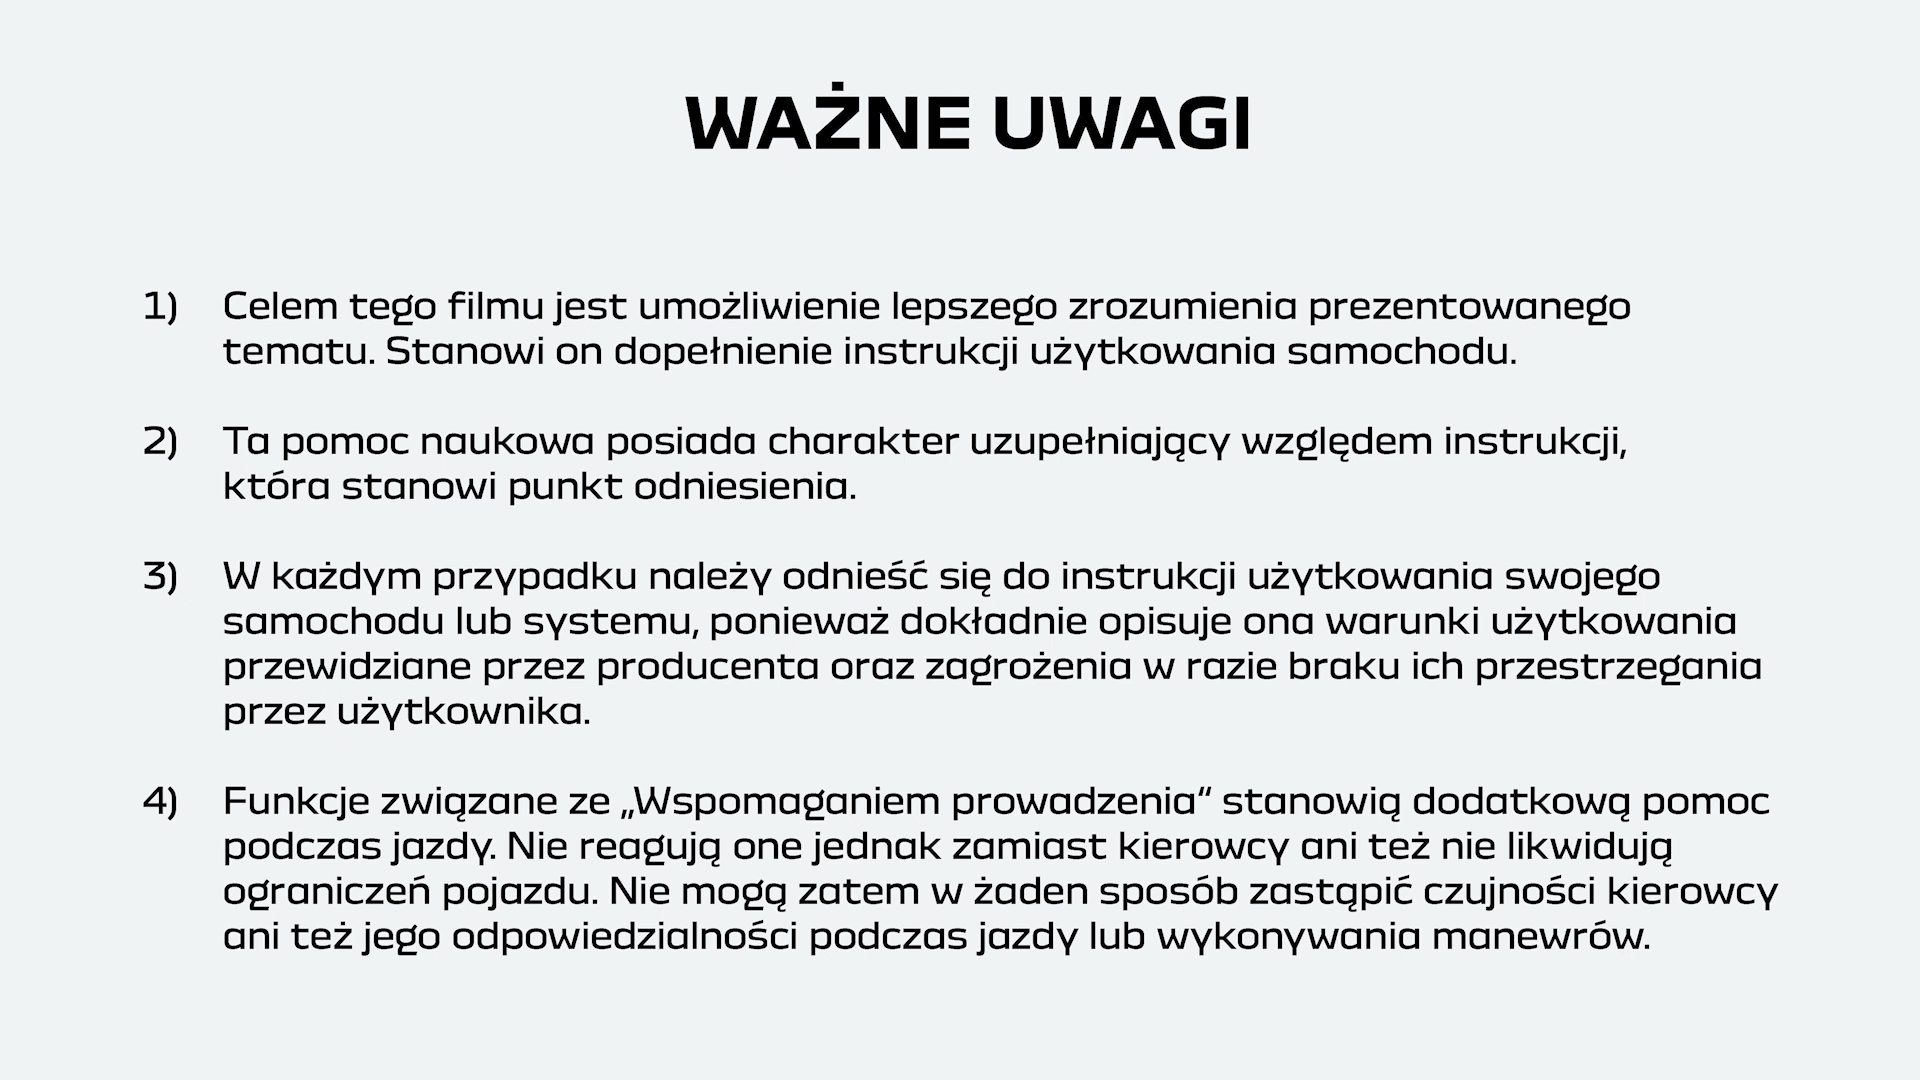 WAŻNE UWAGI
1) Celem tego filmu jest umożliwienie lepszego zrozumienia prezentowanego
tematu. Stanowi on dopełnienie instrukcji użytkowania samochodu.
2) Ta pomoc naukowa posiada charakter uzupełniający względem instrukcji,
która stanowi punkt odniesienia.
3) W każdym przypadku należy odnieść się do instrukcji użytkowania swojego
samochodu lub systemu, ponieważ dokładnie opisuje ona warunki użytkowania
przewidziane przez producenta oraz zagrożenia w razie braku ich przestrzegania
przez użytkownika.
4) Funkcje związane ze „Wspomaganiem prowadzenia“ stanowią dodatkową pomoc
podczas jazdy. Nie reagują one jednak zamiast kierowcy ani też nie likwidują
ograniczeń pojazdu. Nie mogą zatem w żaden sposób zastąpić czujności kierowcy
ani też jego odpowiedzialności podczas jazdy lub wykonywania manewrów.